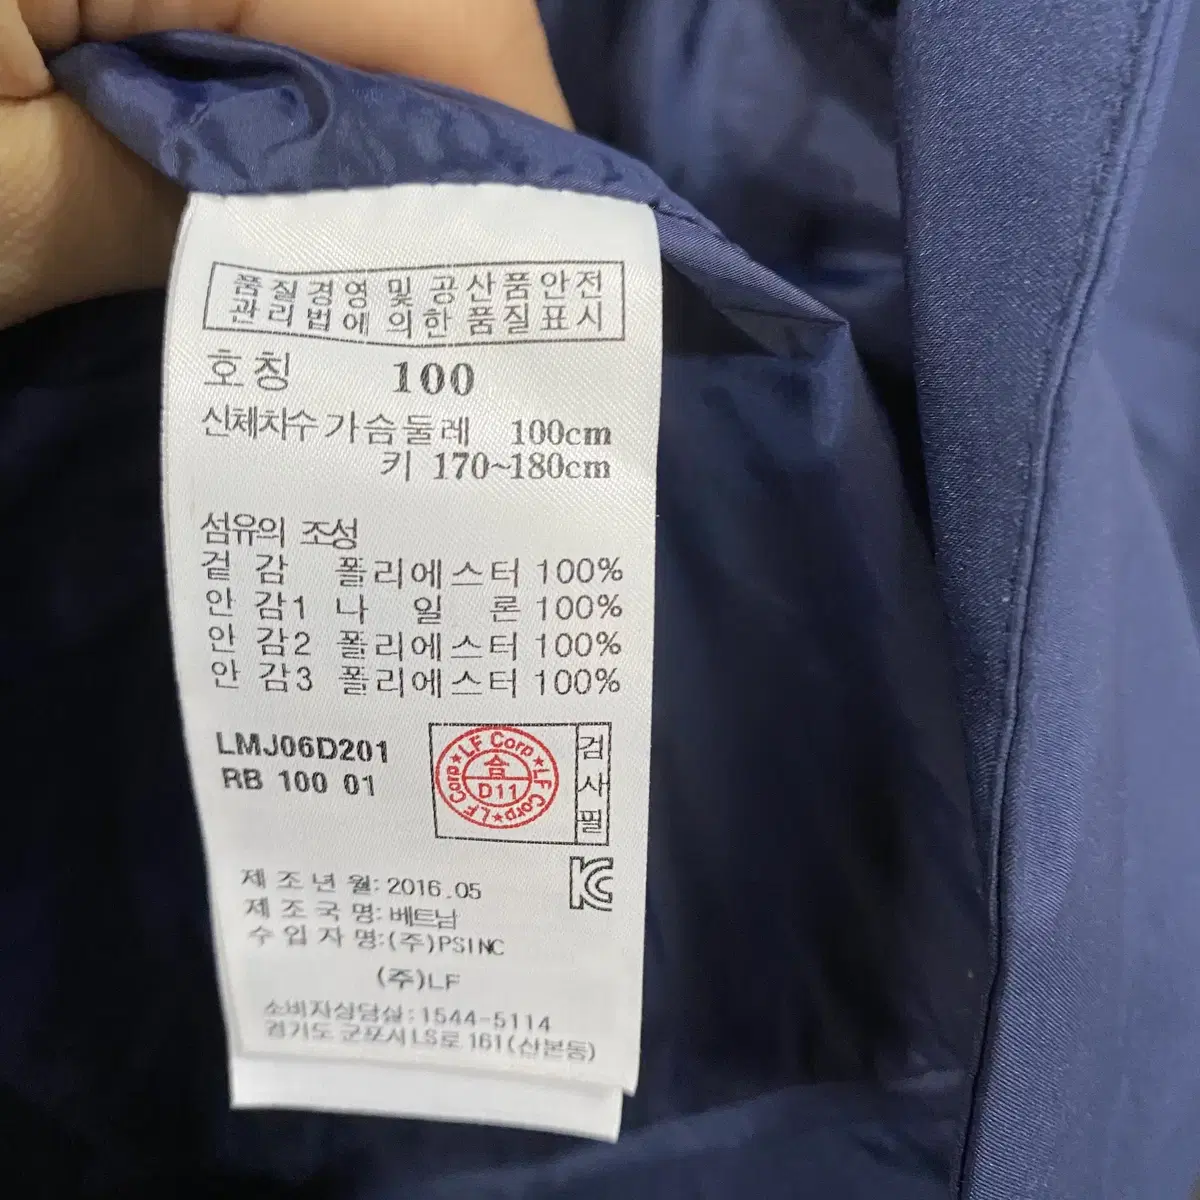 품질경영 및 공산품안전
관리법에 의한 품질표시
호칭 100
신체치수 가슴둘레 100cm
키 170~180cm
섬유의 조성
겉 감 폴리에스터 100%
안 감1 나 일 론 100%
안 감2 폴리에스터 100%
안 감3 폴리에스터 100%
LMJ06D201
RB 100 01
LF Corp★LF Corp★LF Corp★
合
D11
검사필
제조년월: 2016.05
제조국명: 베트남
수입자명:(주)PSINC
(주)LF
소비자상담실: 1544-5114
경기도 군포시 LS로 161(산본동)